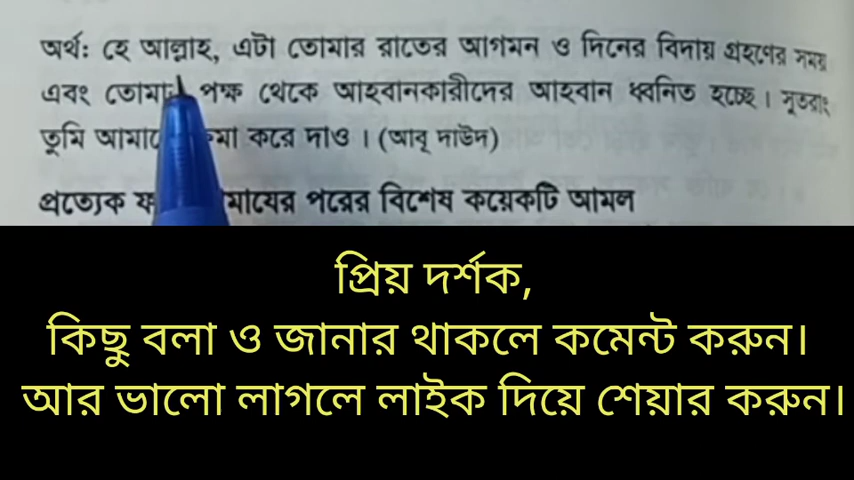 অর্থ: হে আল্লাহ, এটা তোমার রাতের আগমন ও দিনের বিদায় গ্রহণের সময়
এবং তোমার পক্ষ থেকে আহবানকারীদের আহবান ধ্বনিত হচ্ছে। সুতরাং
তুমি আমাকে ক্ষমা করে দাও। (আবূ দাউদ)
প্রত্যেক ফরয নামাযের পরের বিশেষ কয়েকটি আমল
প্রিয় দর্শক,
কিছু বলা ও জানার থাকলে কমেন্ট করুন।
আর ভালো লাগলে লাইক দিয়ে শেয়ার করুন।